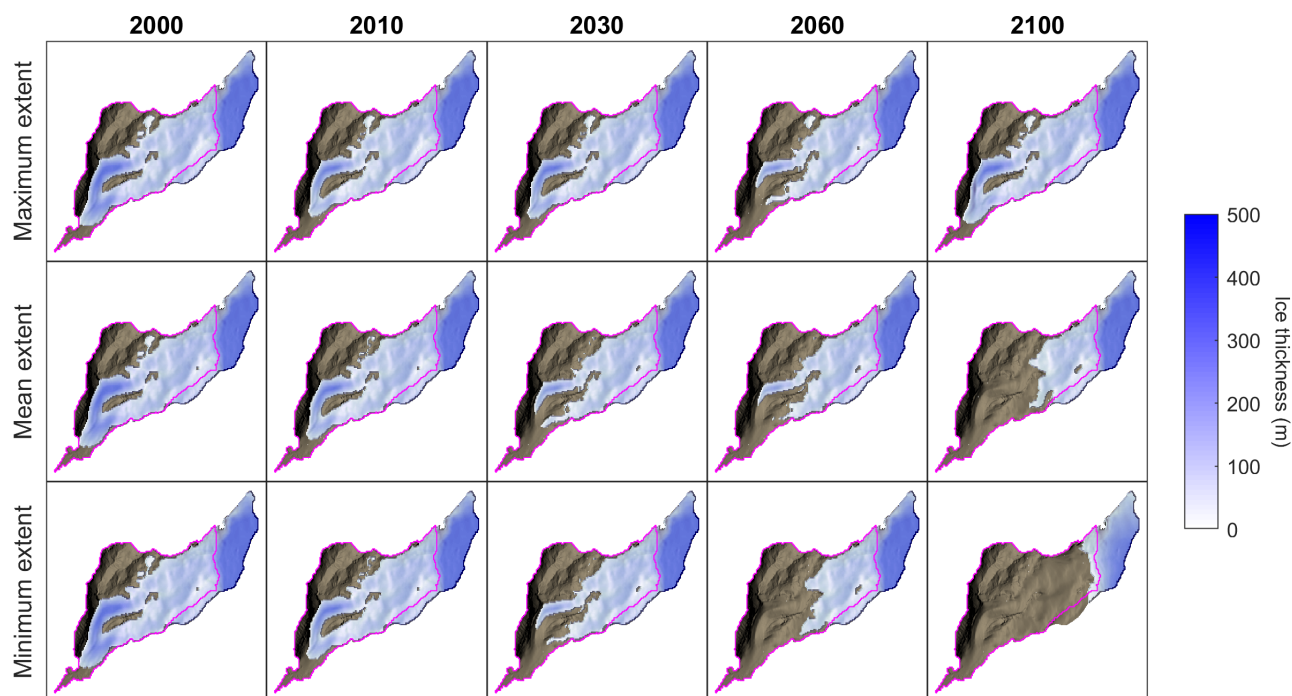 2000 2010 2030 2060 2100
Maximum extent
Mean extent
Minimum extent
500
400
300
200
100
0
Ice thickness (m)